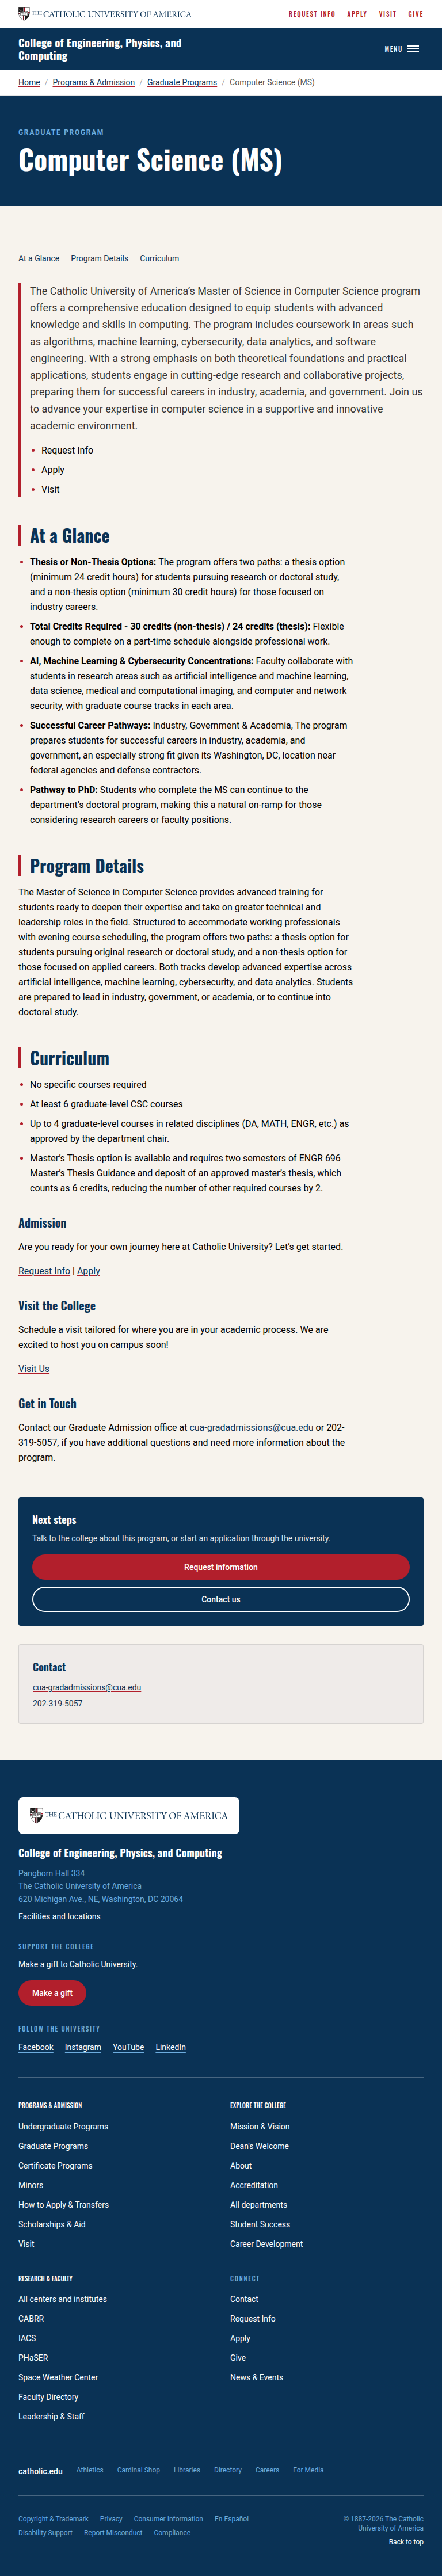 THE CATHOLIC UNIVERSITY OF AMERICA
REQUEST INFO APPLY VISIT GIVE
College of Engineering, Physics, and
Computing
MENU
Home / Programs & Admission / Graduate Programs / Computer Science (MS)
GRADUATE PROGRAM
Computer Science (MS)
At a Glance Program Details Curriculum
The Catholic University of America's Master of Science in Computer Science program
offers a comprehensive education designed to equip students with advanced
knowledge and skills in computing. The program includes coursework in areas such
as algorithms, machine learning, cybersecurity, data analytics, and software
engineering. With a strong emphasis on both theoretical foundations and practical
applications, students engage in cutting-edge research and collaborative projects,
preparing them for successful careers in industry, academia, and government. Join us
to advance your expertise in computer science in a supportive and innovative
academic environment.
• Request Info
• Apply
• Visit
At a Glance
• Thesis or Non-Thesis Options: The program offers two paths: a thesis option
(minimum 24 credit hours) for students pursuing research or doctoral study,
and a non-thesis option (minimum 30 credit hours) for those focused on
industry careers.
• Total Credits Required - 30 credits (non-thesis) / 24 credits (thesis): Flexible
enough to complete on a part-time schedule alongside professional work.
• AI, Machine Learning & Cybersecurity Concentrations: Faculty collaborate with
students in research areas such as artificial intelligence and machine learning,
data science, medical and computational imaging, and computer and network
security, with graduate course tracks in each area.
• Successful Career Pathways: Industry, Government & Academia, The program
prepares students for successful careers in industry, academia, and
government, an especially strong fit given its Washington, DC, location near
federal agencies and defense contractors.
• Pathway to PhD: Students who complete the MS can continue to the
department's doctoral program, making this a natural on-ramp for those
considering research careers or faculty positions.
Program Details
The Master of Science in Computer Science provides advanced training for
students ready to deepen their expertise and take on greater technical and
leadership roles in the field. Structured to accommodate working professionals
with evening course scheduling, the program offers two paths: a thesis option for
students pursuing original research or doctoral study, and a non-thesis option for
those focused on applied careers. Both tracks develop advanced expertise across
artificial intelligence, machine learning, cybersecurity, and data analytics. Students
are prepared to lead in industry, government, or academia, or to continue into
doctoral study.
Curriculum
• No specific courses required
• At least 6 graduate-level CSC courses
• Up to 4 graduate-level courses in related disciplines (DA, MATH, ENGR, etc.) as
approved by the department chair.
• Master's Thesis option is available and requires two semesters of ENGR 696
Master's Thesis Guidance and deposit of an approved master's thesis, which
counts as 6 credits, reducing the number of other required courses by 2.
Admission
Are you ready for your own journey here at Catholic University? Let's get started.
Request Info | Apply
Visit the College
Schedule a visit tailored for where you are in your academic process. We are
excited to host you on campus soon!
Visit Us
Get in Touch
Contact our Graduate Admission office at cua-gradadmissions@cua.edu or 202-
319-5057, if you have additional questions and need more information about the
program.
Next steps
Talk to the college about this program, or start an application through the university.
Request information
Contact us
Contact
cua-gradadmissions@cua.edu
202-319-5057
THE CATHOLIC UNIVERSITY OF AMERICA
College of Engineering, Physics, and Computing
Pangborn Hall 334
The Catholic University of America
620 Michigan Ave., NE, Washington, DC 20064
Facilities and locations
SUPPORT THE COLLEGE
Make a gift to Catholic University.
Make a gift
FOLLOW THE UNIVERSITY
Facebook Instagram YouTube LinkedIn
PROGRAMS & ADMISSION
Undergraduate Programs
Graduate Programs
Certificate Programs
Minors
How to Apply & Transfers
Scholarships & Aid
Visit
EXPLORE THE COLLEGE
Mission & Vision
Dean's Welcome
About
Accreditation
All departments
Student Success
Career Development
RESEARCH & FACULTY
All centers and institutes
CABRR
IACS
PHaSER
Space Weather Center
Faculty Directory
Leadership & Staff
CONNECT
Contact
Request Info
Apply
Give
News & Events
catholic.edu Athletics Cardinal Shop Libraries Directory Careers For Media
Copyright & Trademark Privacy Consumer Information En Español
Disability Support Report Misconduct Compliance
© 1887-2026 The Catholic
University of America
Back to top